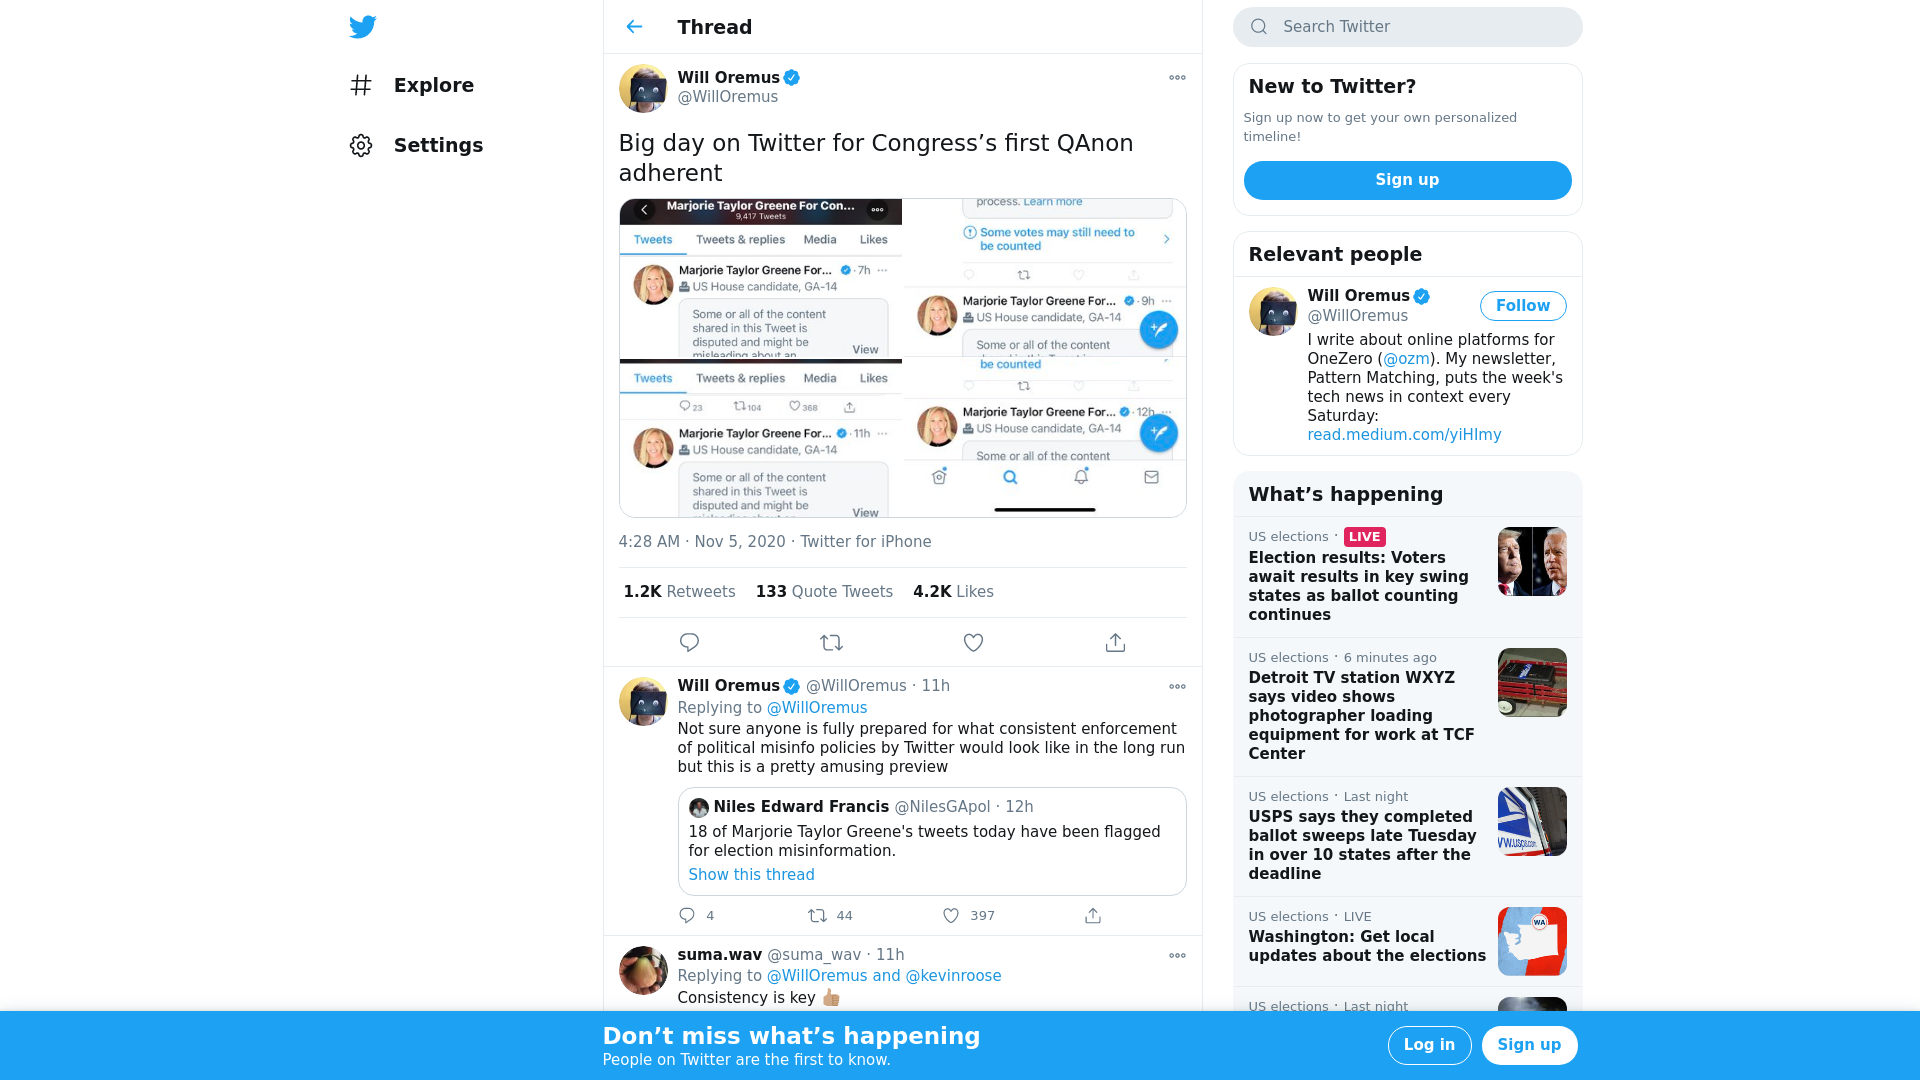 Explore
Settings
Thread
Will Oremus
@WillOremus
Big day on Twitter for Congress’s first QAnon
adherent
Marjorie Taylor Greene For Con...
9,417 Tweets
Tweets
Tweets & replies
Media
Likes
Marjorie Taylor Greene For... · 7h ···
US House candidate, GA-14
Some or all of the content
shared in this Tweet is
disputed and might be
misleading about an
View
process. Learn more
Some votes may still need to
be counted
Marjorie Taylor Greene For... · 9h ···
US House candidate, GA-14
Some or all of the content
shared in this Tweet is
Tweets
Tweets & replies
Media
Likes
23
104
368
Marjorie Taylor Greene For... · 11h ···
US House candidate, GA-14
Some or all of the content
shared in this Tweet is
disputed and might be
misleading about an
View
be counted
Marjorie Taylor Greene For... · 12h ···
US House candidate, GA-14
Some or all of the content
4:28 AM · Nov 5, 2020 · Twitter for iPhone
1.2K Retweets
133 Quote Tweets
4.2K Likes
Will Oremus @WillOremus · 11h
Replying to @WillOremus
Not sure anyone is fully prepared for what consistent enforcement
of political misinfo policies by Twitter would look like in the long run
but this is a pretty amusing preview
Niles Edward Francis @NilesGApol · 12h
18 of Marjorie Taylor Greene's tweets today have been flagged
for election misinformation.
Show this thread
4
44
397
suma.wav @suma_wav · 11h
Replying to @WillOremus and @kevinroose
Consistency is key 👍🏼
Search Twitter
New to Twitter?
Sign up now to get your own personalized
timeline!
Sign up
Relevant people
Will Oremus
@WillOremus
Follow
I write about online platforms for
OneZero (@ozm). My newsletter,
Pattern Matching, puts the week's
tech news in context every
Saturday:
read.medium.com/yiHImy
What’s happening
US elections · LIVE
Election results: Voters
await results in key swing
states as ballot counting
continues
US elections · 6 minutes ago
Detroit TV station WXYZ
says video shows
photographer loading
equipment for work at TCF
Center
US elections · Last night
USPS says they completed
ballot sweeps late Tuesday
in over 10 states after the
deadline
US elections · LIVE
Washington: Get local
updates about the elections
WA
US elections · Last night
Don’t miss what’s happening
People on Twitter are the first to know.
Log in
Sign up